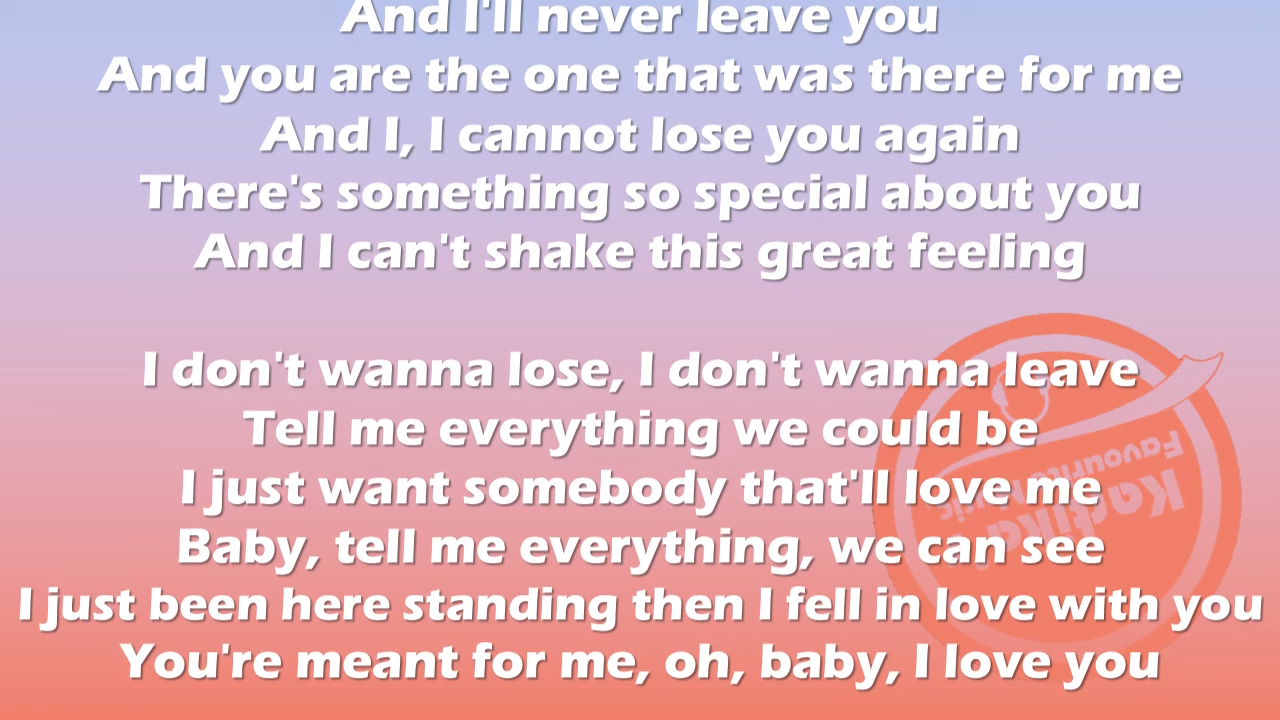 And I'll never leave you
And you are the one that was there for me
And I, I cannot lose you again
There's something so special about you
And I can't shake this great feeling
I don't wanna lose, I don't wanna leave
Tell me everything we could be
I just want somebody that'll love me
Baby, tell me everything, we can see
I just been here standing then I fell in love with you
You're meant for me, oh, baby, I love you
Kartika
Favourite